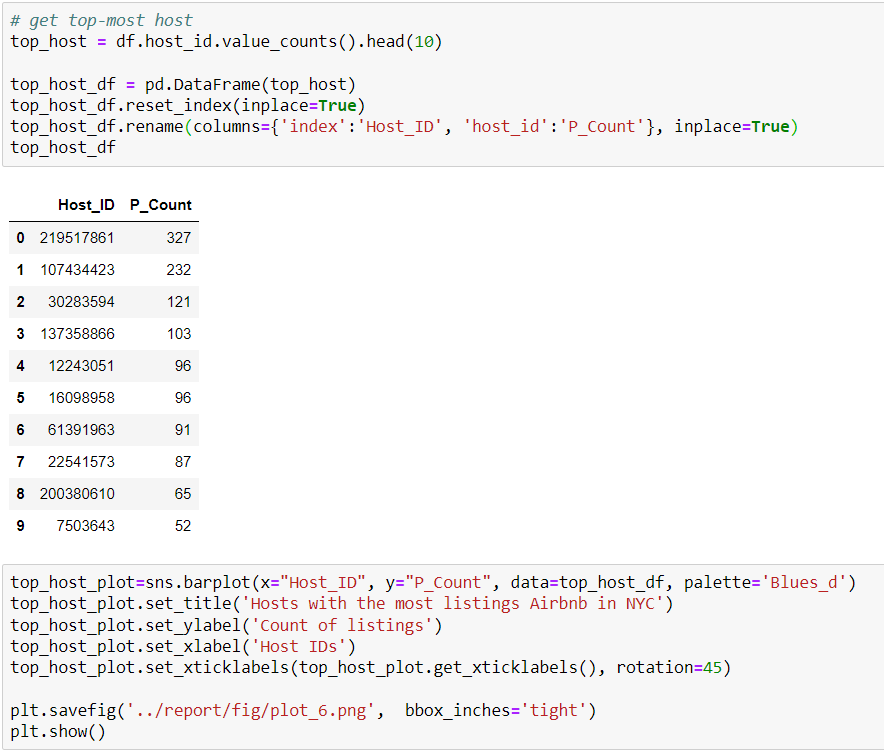 # get top-most host
top_host = df.host_id.value_counts().head(10)
top_host_df = pd.DataFrame(top_host)
top_host_df.reset_index(inplace=True)
top_host_df.rename(columns={'index':'Host_ID', 'host_id':'P_Count'}, inplace=True)
top_host_df
Host_ID P_Count
0 219517861 327
1 107434423 232
2 30283594 121
3 137358866 103
4 12243051 96
5 16098958 96
6 61391963 91
7 22541573 87
8 200380610 65
9 7503643 52
top_host_plot=sns.barplot(x="Host_ID", y="P_Count", data=top_host_df, palette='Blues_d')
top_host_plot.set_title('Hosts with the most listings Airbnb in NYC')
top_host_plot.set_ylabel('Count of listings')
top_host_plot.set_xlabel('Host IDs')
top_host_plot.set_xticklabels(top_host_plot.get_xticklabels(), rotation=45)
plt.savefig('../report/fig/plot_6.png',  bbox_inches='tight')
plt.show()